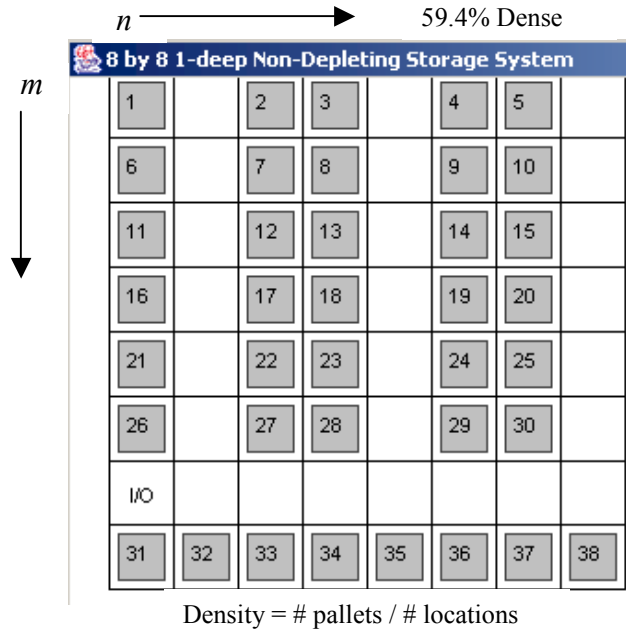 n 59.4% Dense
8 by 8 1-deep Non-Depleting Storage System
m
1 2 3 4 5
6 7 8 9 10
11 12 13 14 15
16 17 18 19 20
21 22 23 24 25
26 27 28 29 30
I/O
31 32 33 34 35 36 37 38
Density = # pallets / # locations